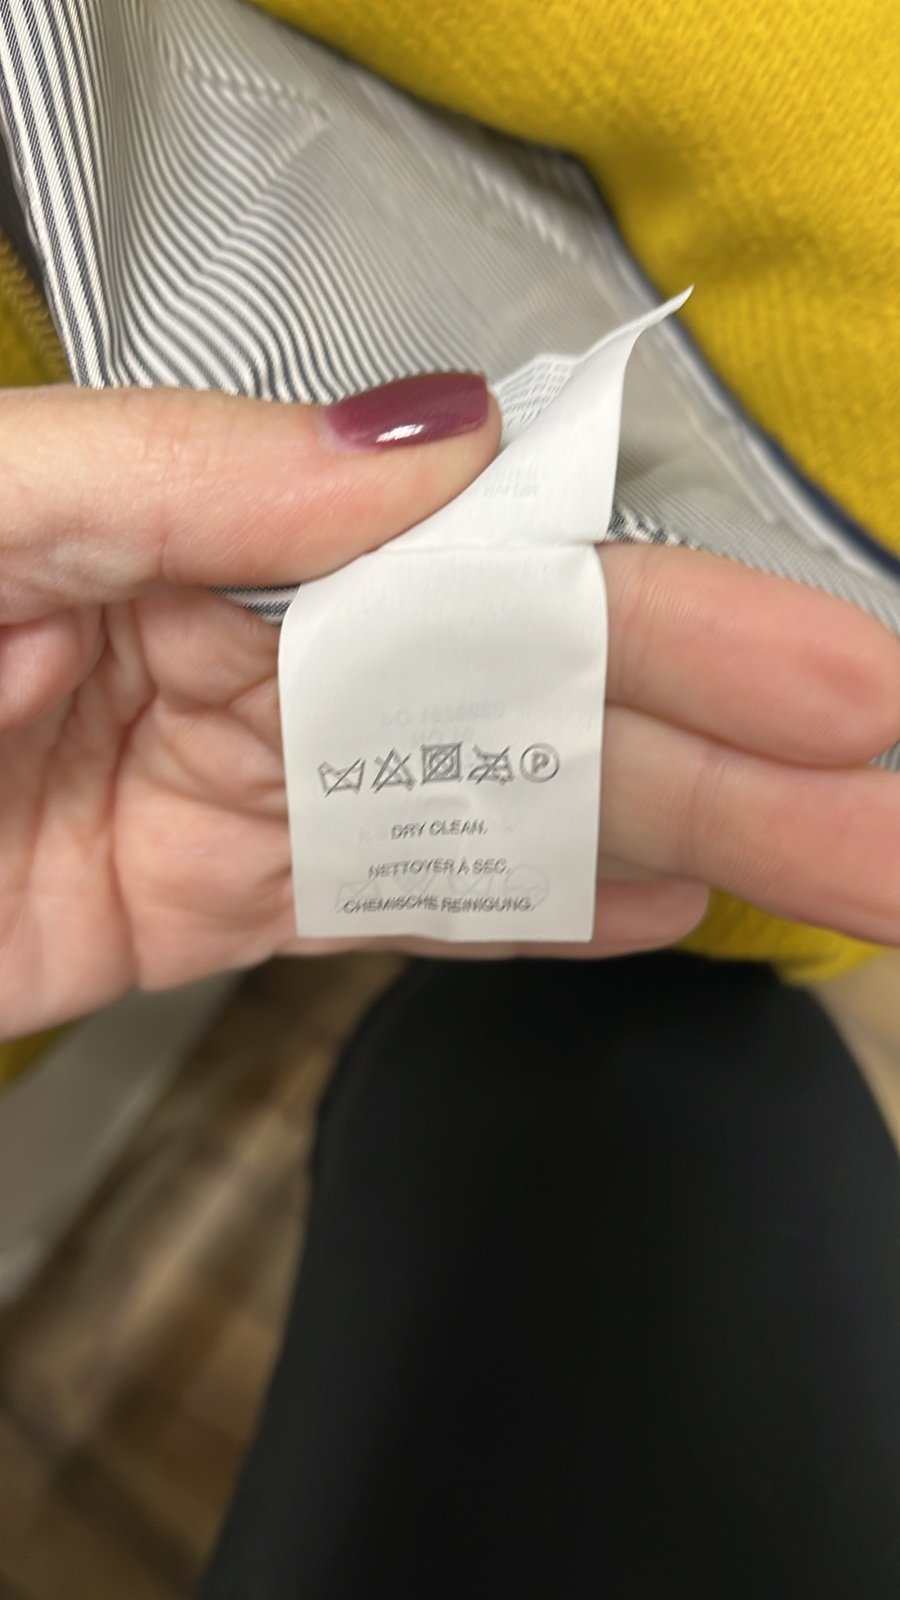 P
DRY CLEAN.
NETTOYER À SEC.
CHEMISCHE REINIGUNG.